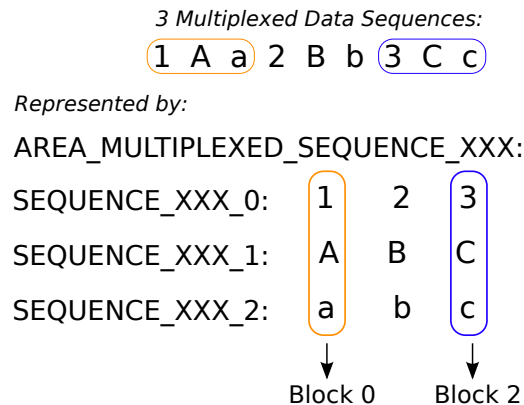 3 Multiplexed Data Sequences:
1 A a 2 B b 3 C c
Represented by:
AREA_MULTIPLEXED_SEQUENCE_XXX:
SEQUENCE_XXX_0: 1 2 3
SEQUENCE_XXX_1: A B C
SEQUENCE_XXX_2: a b c
Block 0 Block 2